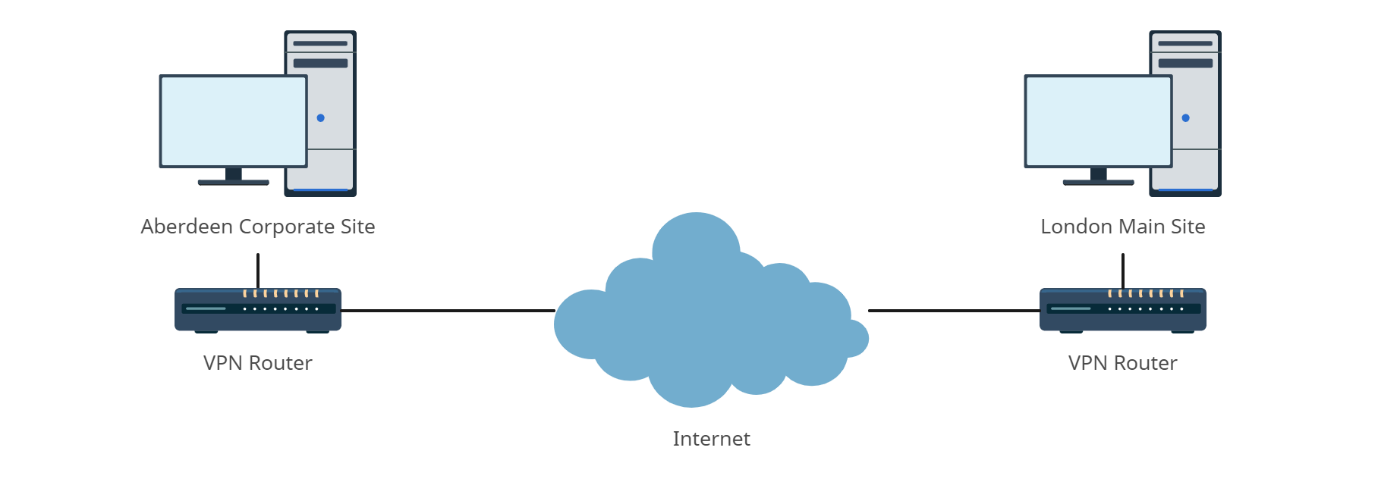 Aberdeen Corporate Site
London Main Site
VPN Router
VPN Router
Internet